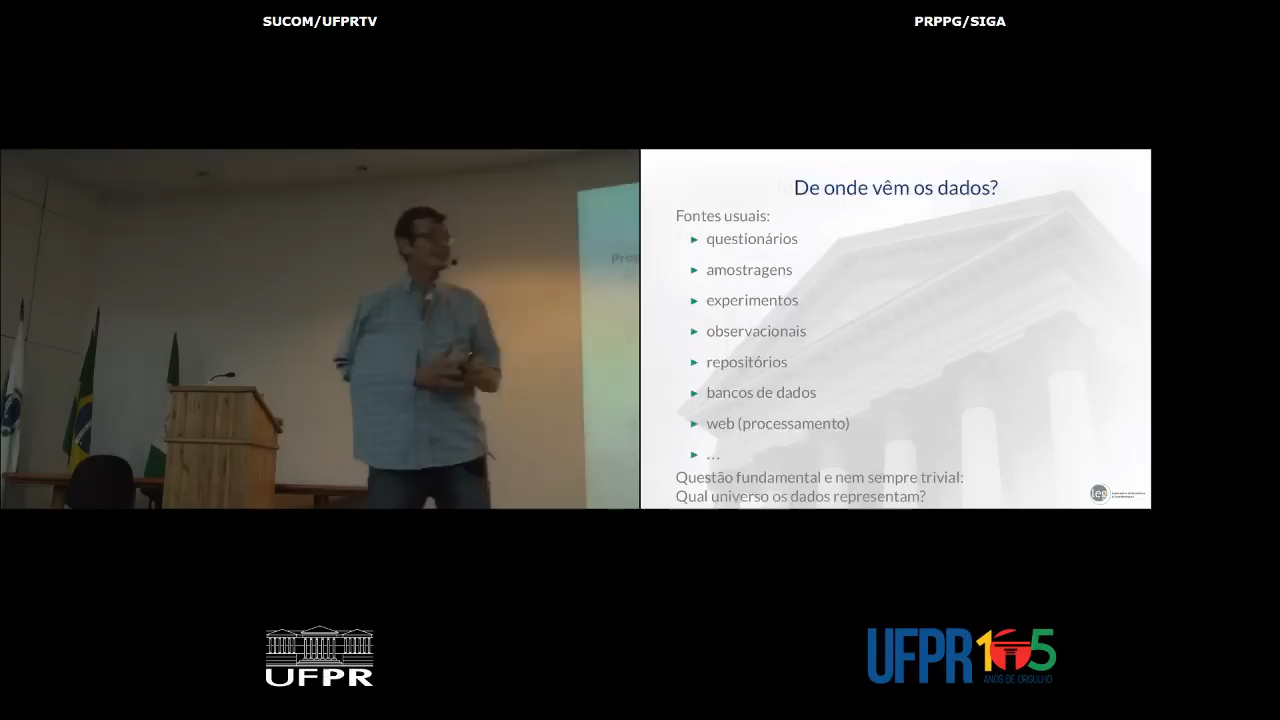 SUCOM/UFPRTV
PRPPG/SIGA
De onde vêm os dados?
Fontes usuais:
► questionários
► amostragens
► experimentos
► observacionais
► repositórios
► bancos de dados
► web (processamento)
► ...
Questão fundamental e nem sempre trivial:
Qual universo os dados representam?
leg
UFPR
UFPR 105
ANOS DE ORGULHO